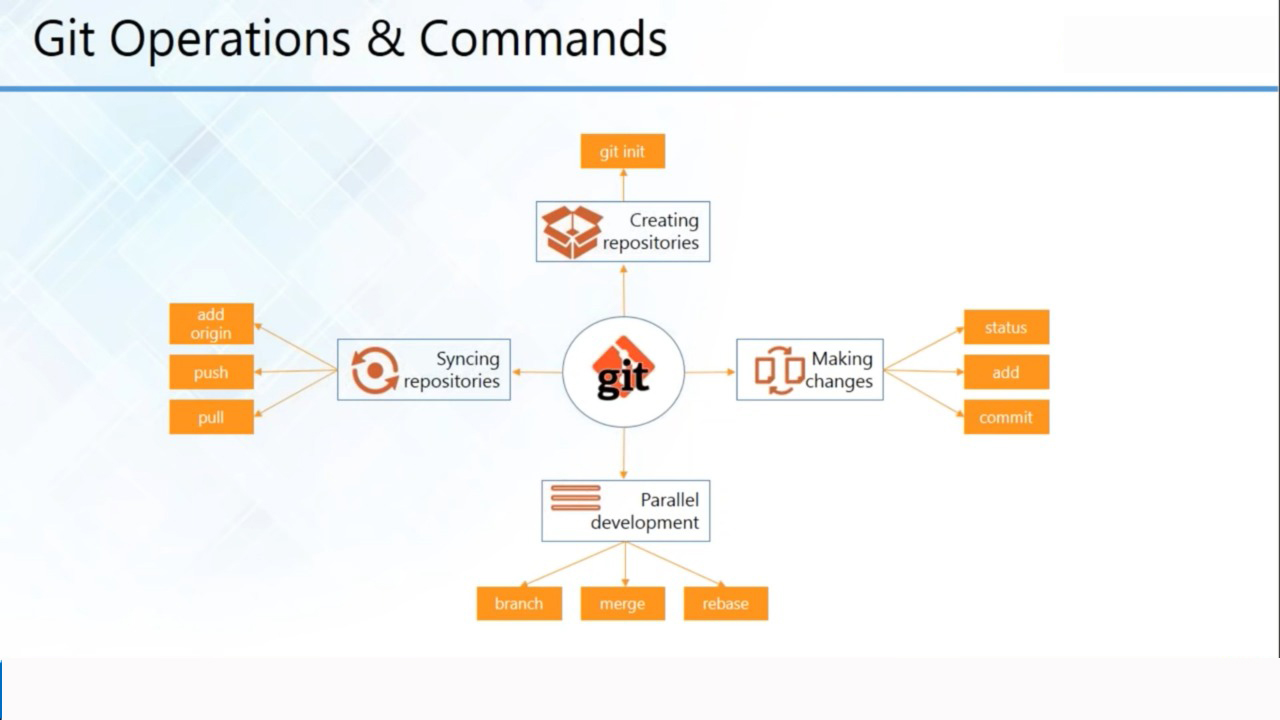 Git Operations & Commands
git init
Creating
repositories
add
origin
push
pull
Syncing
repositories
git
Making
changes
status
add
commit
Parallel
development
branch
merge
rebase